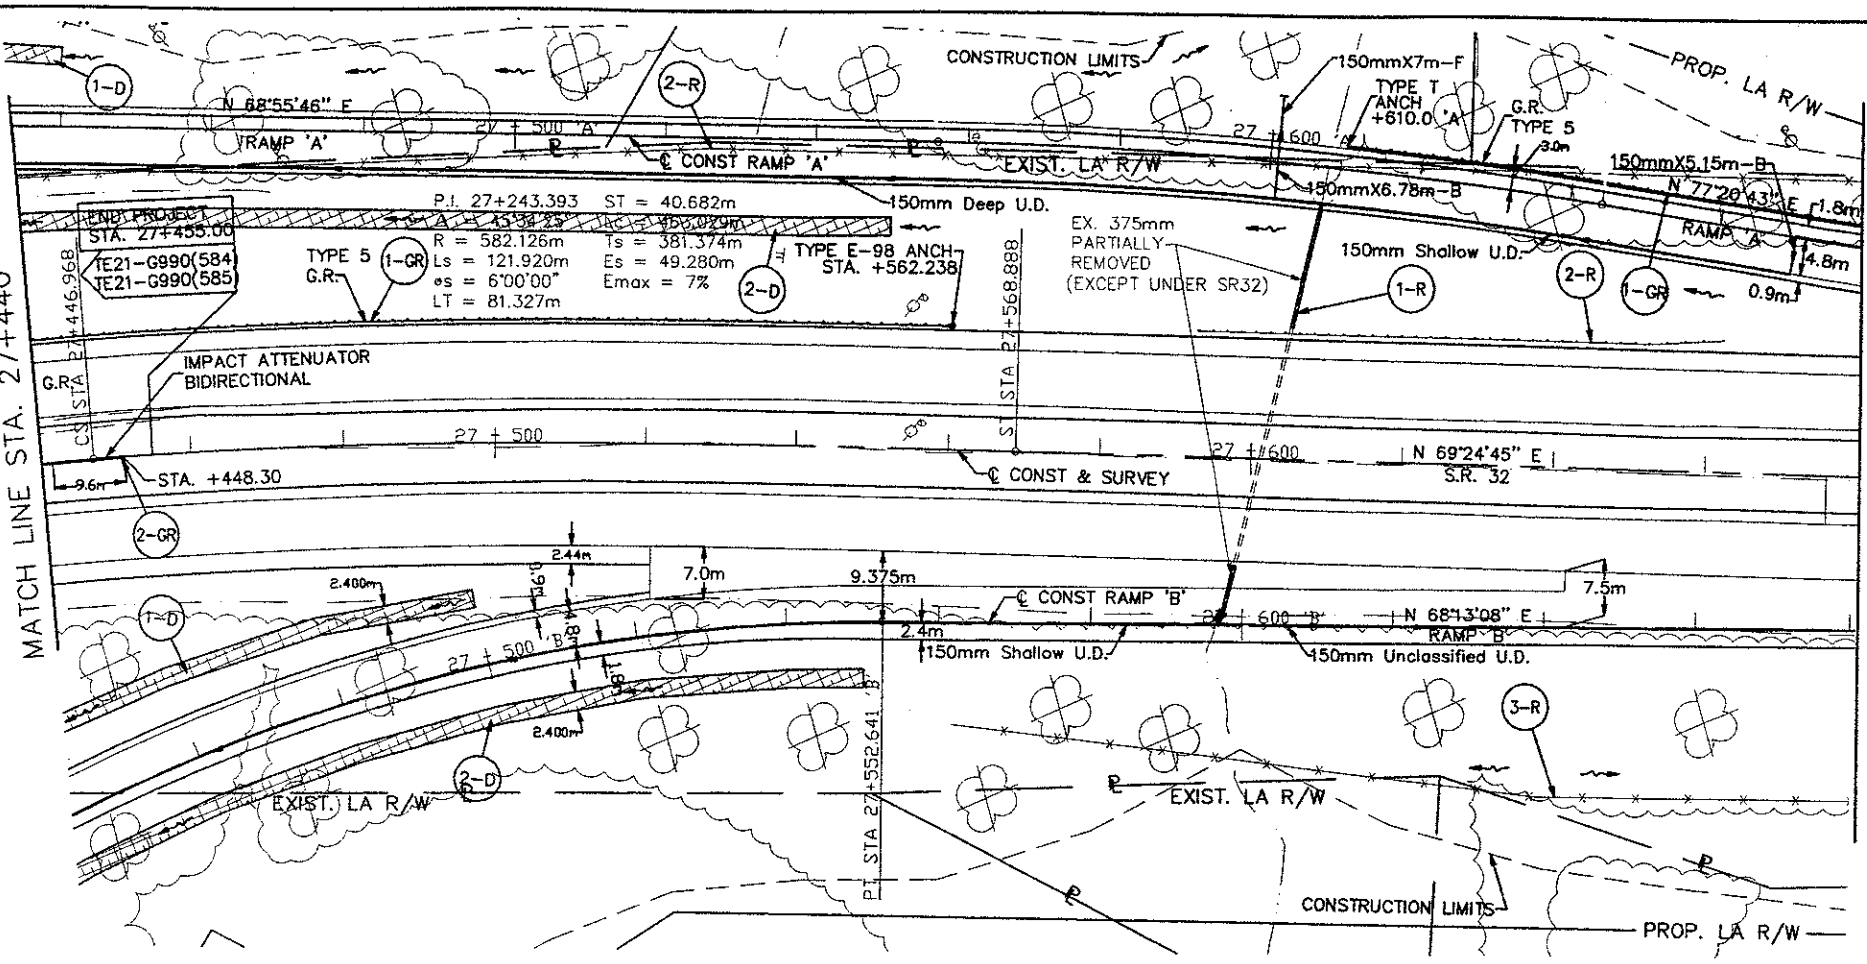 CONSTRUCTION LIMITS
150mmX7m-F
TYPE T
ANCH
+610.0 'A'
G.R.
TYPE 5
3.0m
PROP. LA R/W
1-D
2-R
N 68°55'46" E
RAMP 'A'
27 + 500 'A'
℄ CONST RAMP 'A'
EXIST. LA R/W
27 + 600 'A'
150mmX6.78m-B
150mmX5.15m-B
N 77°20'43" E
1.8m
RAMP 'A'
150mm Deep U.D.
END PROJECT
STA. 27+455.00
TE21-G990(584)
TE21-G990(585)
P.I. 27+243.393
R = 582.126m
Ls = 121.920m
øs = 6°00'00"
LT = 81.327m
ST = 40.682m
Ts = 381.374m
Es = 49.280m
Emax = 7%
TYPE 5
G.R.
1-GR
2-D
TYPE E-98 ANCH
STA. +562.238
EX. 375mm
PARTIALLY
REMOVED
(EXCEPT UNDER SR32)
1-R
150mm Shallow U.D.
2-R
1-GR
4.8m
0.9m
MATCH LINE STA. 27+440
CS STA 27+446.968
ST STA 27+568.888
G.R.
IMPACT ATTENUATOR
BIDIRECTIONAL
27 + 500
27 + 600
N 69°24'45" E
S.R. 32
℄ CONST & SURVEY
9.6m
STA. +448.30
2-GR
2.44m
0.9m
7.0m
9.375m
7.5m
2.400m
1-D
4.8m
℄ CONST RAMP 'B'
27 + 600 'B'
N 68°13'08" E
RAMP 'B'
2.4m
150mm Shallow U.D.
150mm Unclassified U.D.
27 + 500 'B'
1.8m
2.400m
2-D
PT STA 27+552.641 'B'
3-R
EXIST. LA R/W
EXIST. LA R/W
CONSTRUCTION LIMITS
PROP. LA R/W